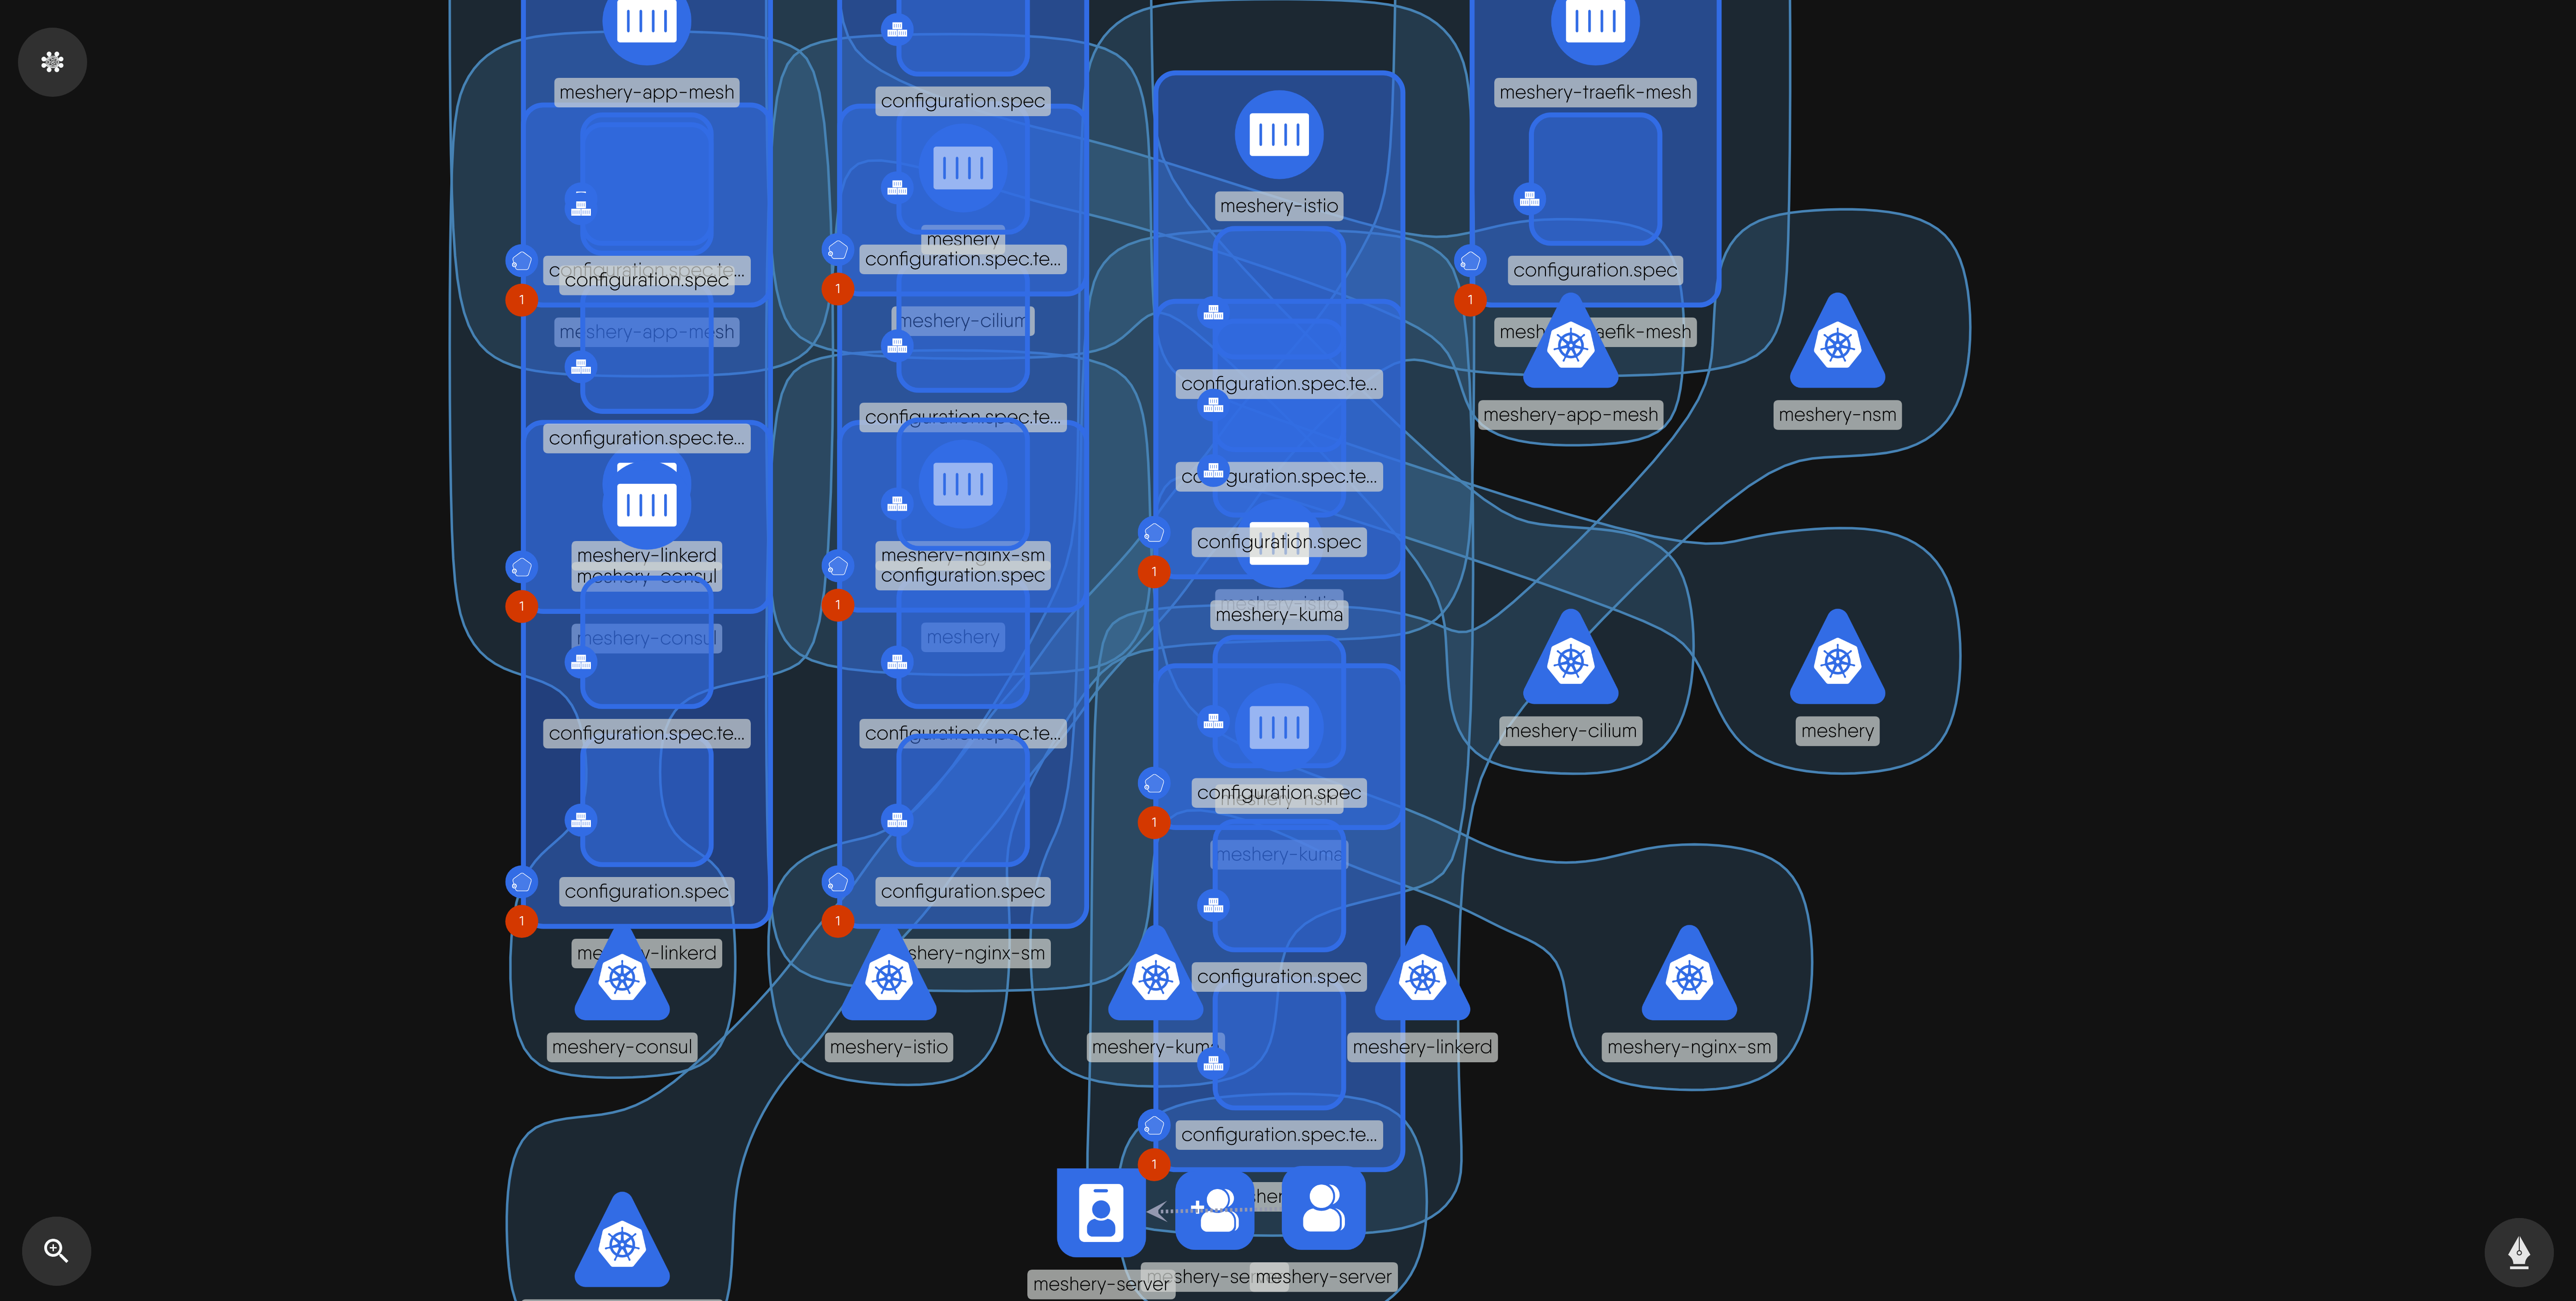 meshery-app-mesh
configuration.spec
meshery-traefik-mesh
meshery-istio
meshery
configuration.spec.te...
configuration.spec.te...
configuration.spec
configuration.spec
meshery-app-mesh
meshery-cilium
meshery-traefik-mesh
configuration.spec.te...
meshery-app-mesh
meshery-nsm
configuration.spec.te...
configuration.spec.te...
configuration.spec.te...
configuration.spec
meshery-linkerd
meshery-nginx-sm
meshery-consul
configuration.spec
meshery-istio
meshery-kuma
meshery-consul
meshery
configuration.spec.te...
configuration.spec.te...
meshery-cilium
meshery
configuration.spec
meshery-nsm
meshery-kuma
configuration.spec
configuration.spec
meshery-linkerd
meshery-nginx-sm
configuration.spec
meshery-consul
meshery-istio
meshery-kuma
meshery-linkerd
meshery-nginx-sm
configuration.spec.te...
meshery-server
meshery-server
1
1
1
1
1
1
1
1
1
1